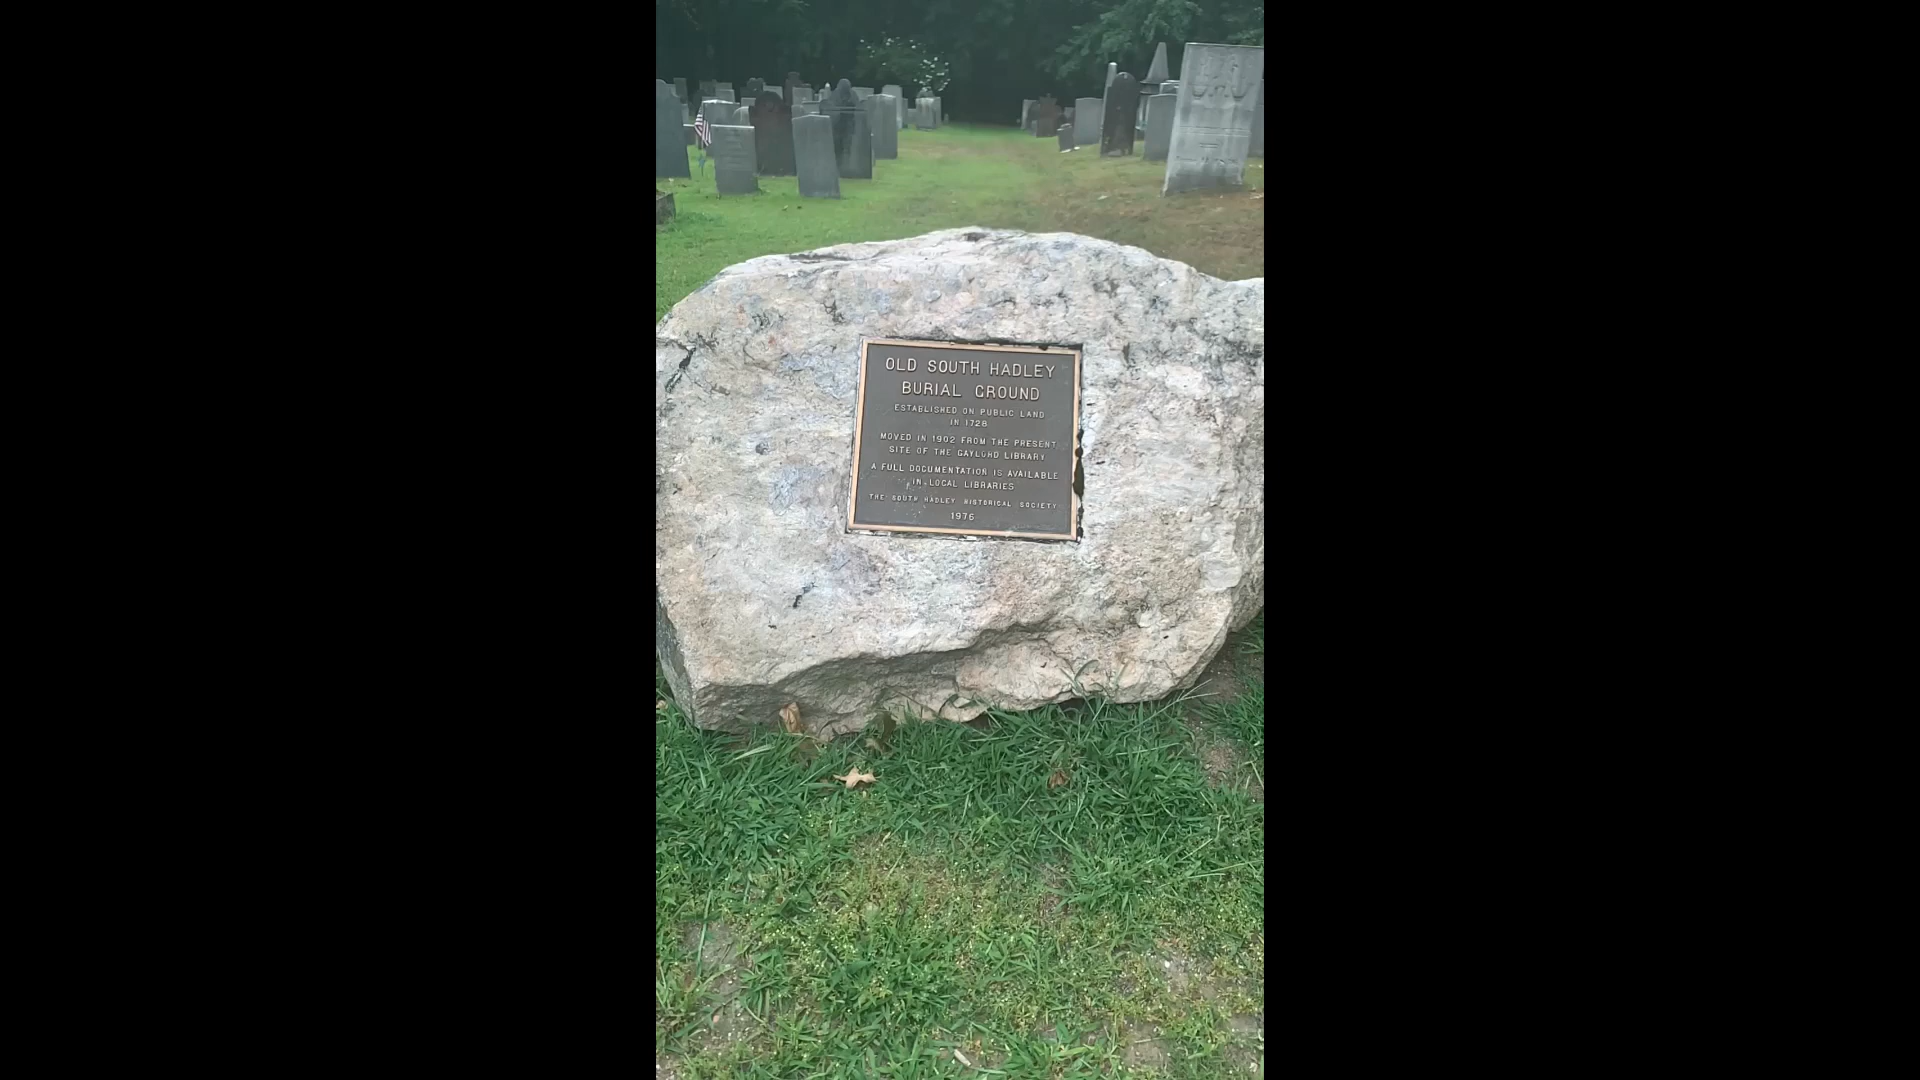 OLD SOUTH HADLEY
BURIAL GROUND
ESTABLISHED ON PUBLIC LAND
IN 1728
MOVED IN 1902 FROM THE PRESENT
SITE OF THE GAYLORD LIBRARY
A FULL DOCUMENTATION IS AVAILABLE
IN LOCAL LIBRARIES
THE SOUTH HADLEY HISTORICAL SOCIETY
1976